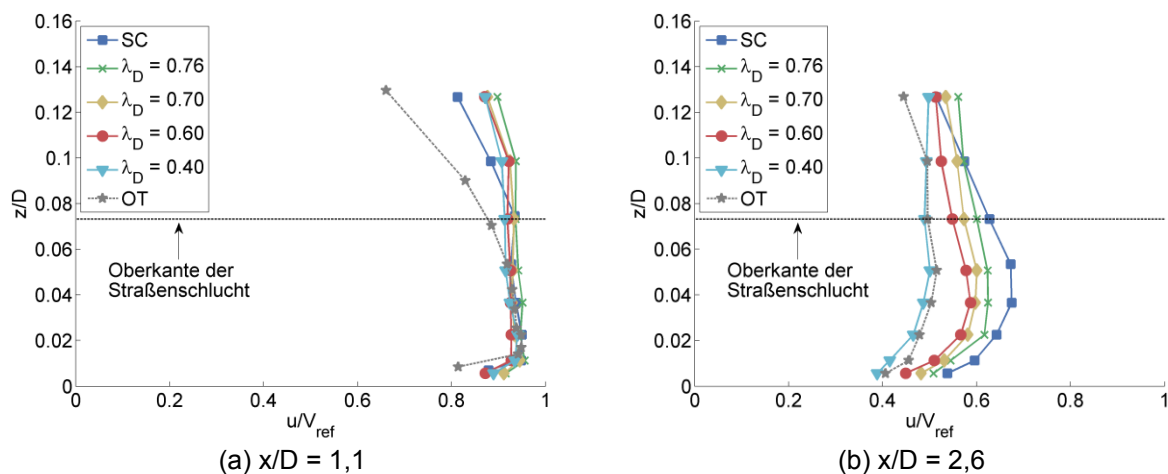 0.16
0.14
0.12
0.1
0.08
0.06
0.04
0.02
0
z/D
SC
λD = 0.76
λD = 0.70
λD = 0.60
λD = 0.40
OT
Oberkante der
Straßenschlucht
0 0.2 0.4 0.6 0.8 1
u/Vref
(a) x/D = 1,1
0.16
0.14
0.12
0.1
0.08
0.06
0.04
0.02
0
z/D
SC
λD = 0.76
λD = 0.70
λD = 0.60
λD = 0.40
OT
Oberkante der
Straßenschlucht
0 0.2 0.4 0.6 0.8 1
u/Vref
(b) x/D = 2,6